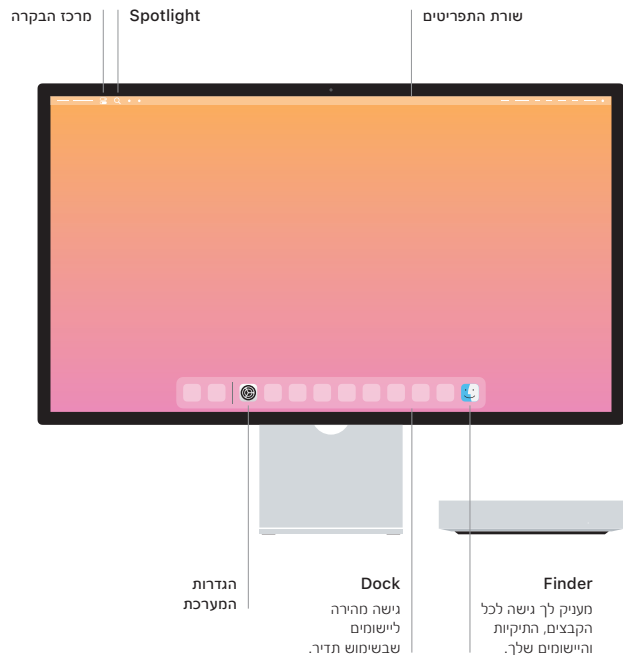 שורת התפריטים
Spotlight
מרכז הבקרה
Finder
מעניק לך גישה לכל
הקבצים, התיקיות
והיישומים שלך.
Dock
גישה מהירה
ליישומים
שבשימוש תדיר.
הגדרות
המערכת